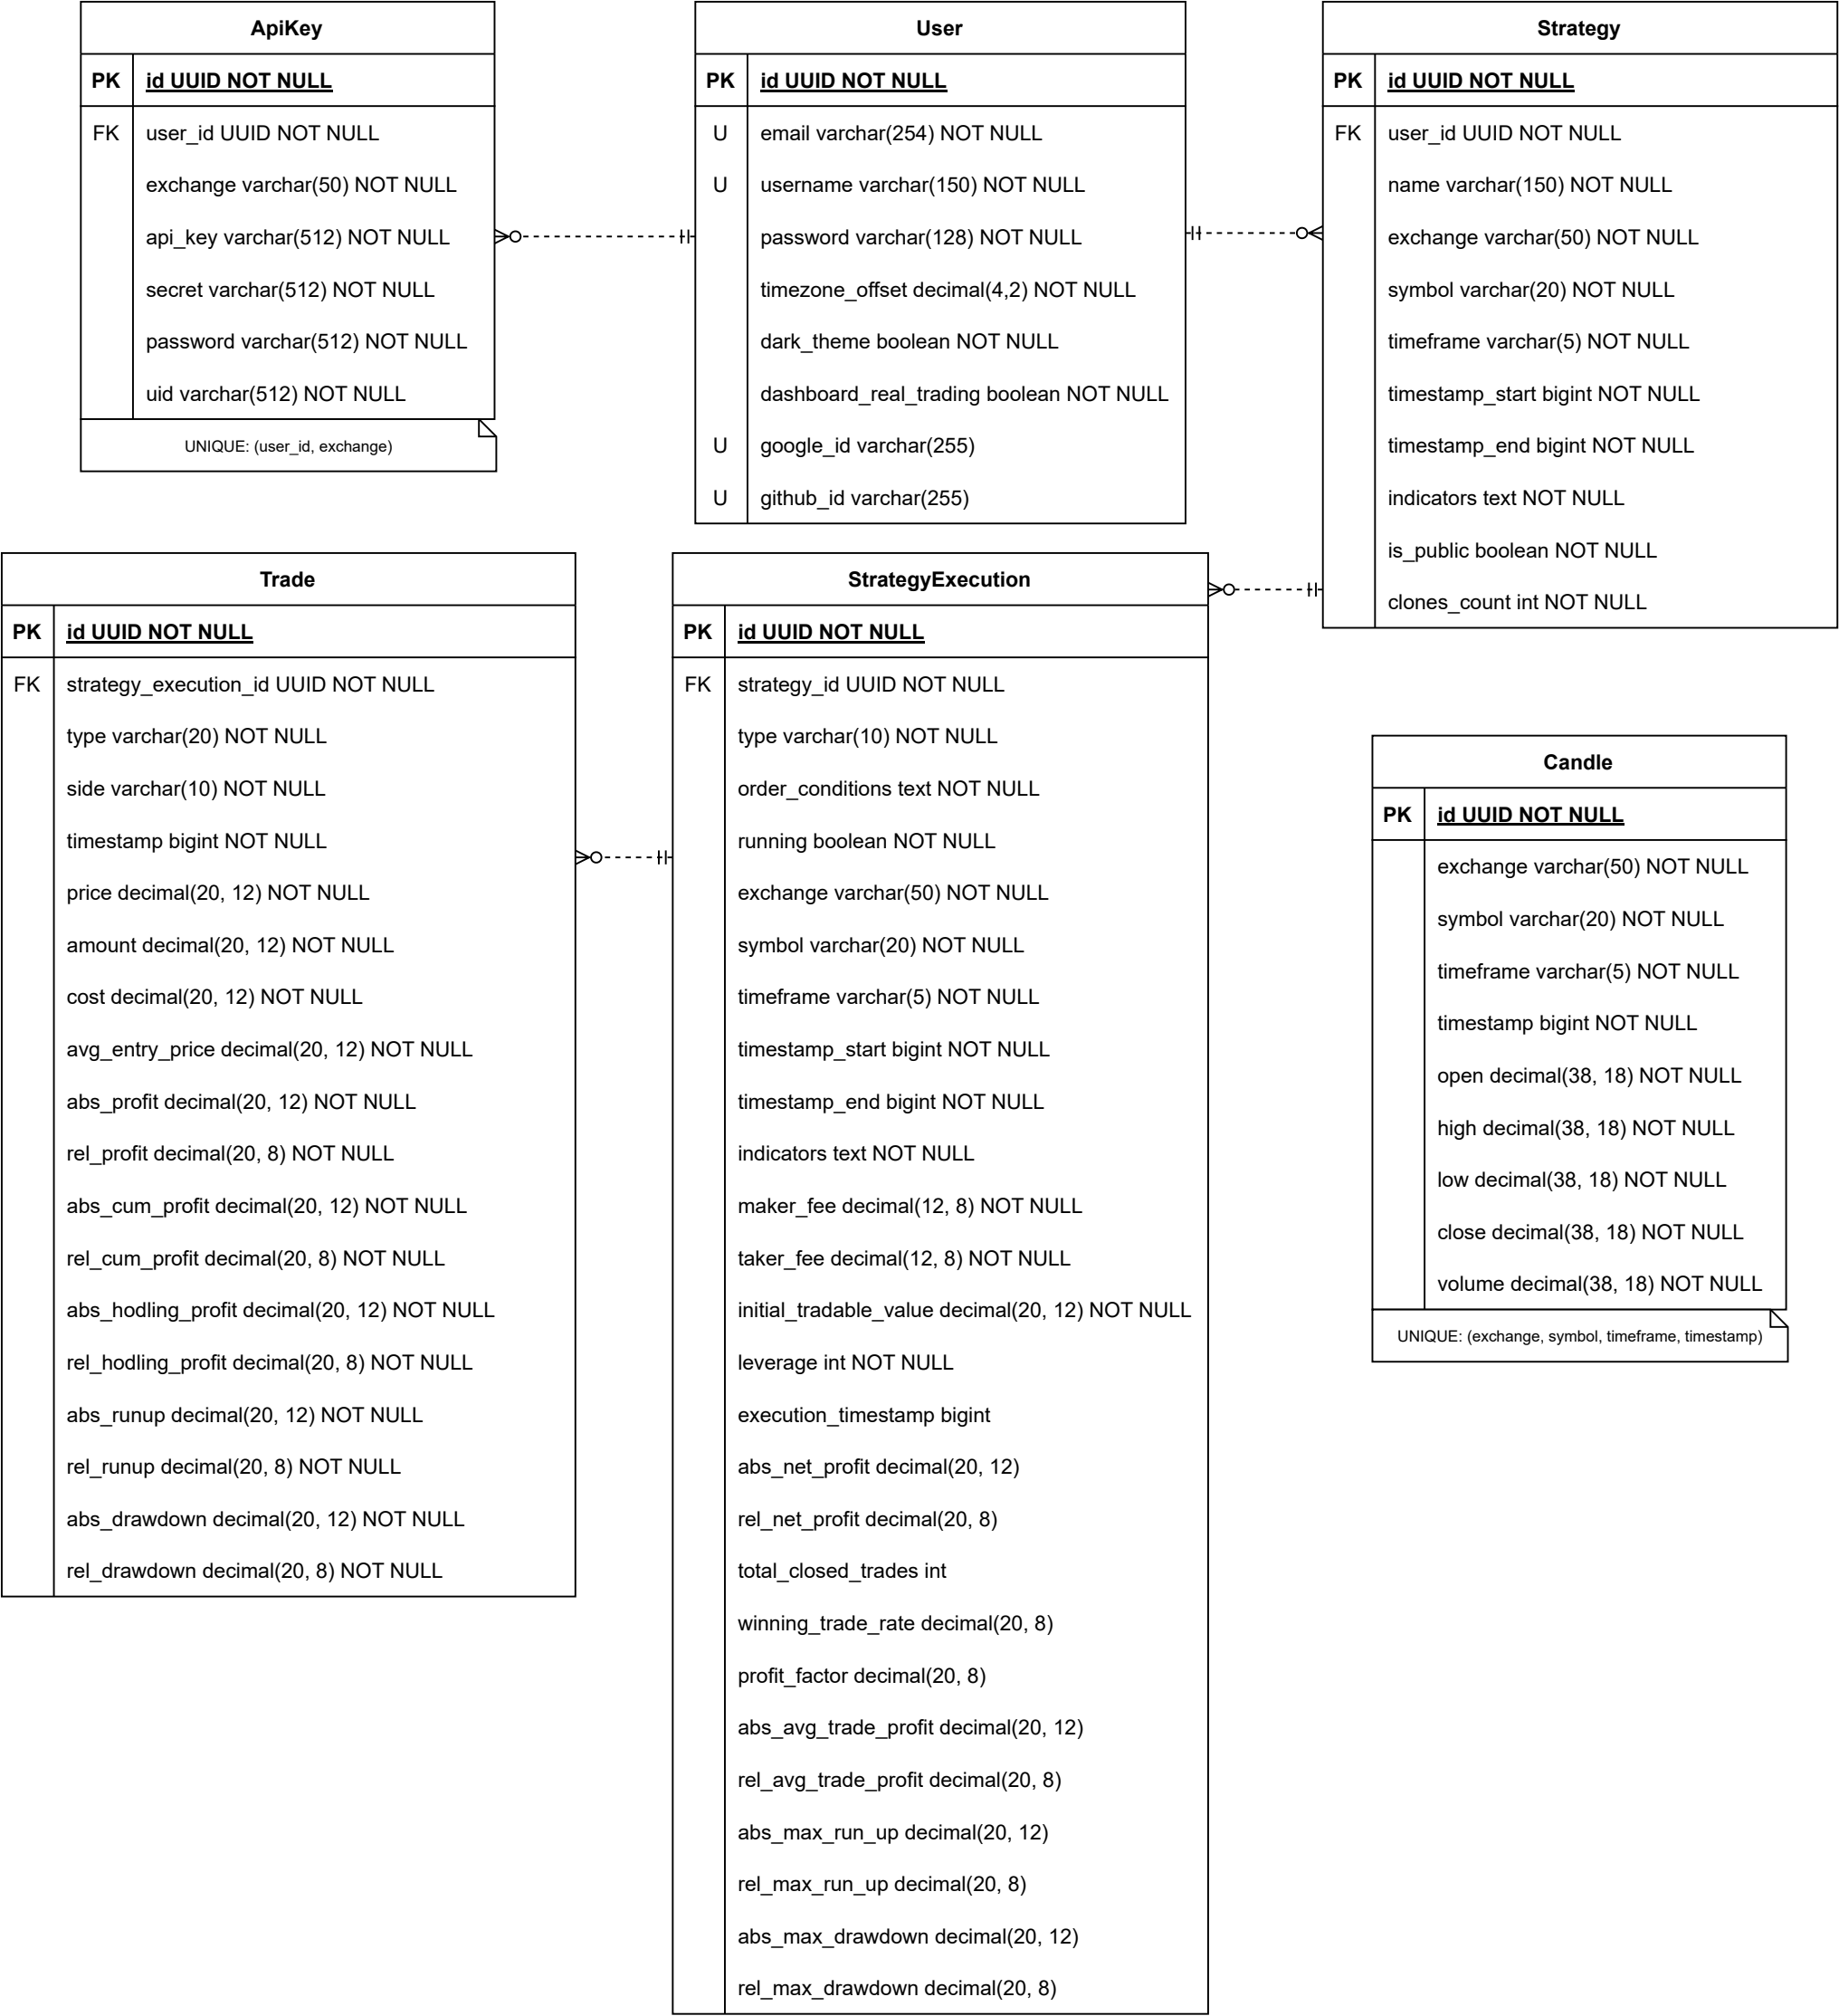 ApiKey
PK id UUID NOT NULL
FK user_id UUID NOT NULL
exchange varchar(50) NOT NULL
api_key varchar(512) NOT NULL
secret varchar(512) NOT NULL
password varchar(512) NOT NULL
uid varchar(512) NOT NULL
UNIQUE: (user_id, exchange)
User
PK id UUID NOT NULL
U email varchar(254) NOT NULL
U username varchar(150) NOT NULL
password varchar(128) NOT NULL
timezone_offset decimal(4,2) NOT NULL
dark_theme boolean NOT NULL
dashboard_real_trading boolean NOT NULL
U google_id varchar(255)
U github_id varchar(255)
Strategy
PK id UUID NOT NULL
FK user_id UUID NOT NULL
name varchar(150) NOT NULL
exchange varchar(50) NOT NULL
symbol varchar(20) NOT NULL
timeframe varchar(5) NOT NULL
timestamp_start bigint NOT NULL
timestamp_end bigint NOT NULL
indicators text NOT NULL
is_public boolean NOT NULL
clones_count int NOT NULL
Trade
PK id UUID NOT NULL
FK strategy_execution_id UUID NOT NULL
type varchar(20) NOT NULL
side varchar(10) NOT NULL
timestamp bigint NOT NULL
price decimal(20, 12) NOT NULL
amount decimal(20, 12) NOT NULL
cost decimal(20, 12) NOT NULL
avg_entry_price decimal(20, 12) NOT NULL
abs_profit decimal(20, 12) NOT NULL
rel_profit decimal(20, 8) NOT NULL
abs_cum_profit decimal(20, 12) NOT NULL
rel_cum_profit decimal(20, 8) NOT NULL
abs_hodling_profit decimal(20, 12) NOT NULL
rel_hodling_profit decimal(20, 8) NOT NULL
abs_runup decimal(20, 12) NOT NULL
rel_runup decimal(20, 8) NOT NULL
abs_drawdown decimal(20, 12) NOT NULL
rel_drawdown decimal(20, 8) NOT NULL
StrategyExecution
PK id UUID NOT NULL
FK strategy_id UUID NOT NULL
type varchar(10) NOT NULL
order_conditions text NOT NULL
running boolean NOT NULL
exchange varchar(50) NOT NULL
symbol varchar(20) NOT NULL
timeframe varchar(5) NOT NULL
timestamp_start bigint NOT NULL
timestamp_end bigint NOT NULL
indicators text NOT NULL
maker_fee decimal(12, 8) NOT NULL
taker_fee decimal(12, 8) NOT NULL
initial_tradable_value decimal(20, 12) NOT NULL
leverage int NOT NULL
execution_timestamp bigint
abs_net_profit decimal(20, 12)
rel_net_profit decimal(20, 8)
total_closed_trades int
winning_trade_rate decimal(20, 8)
profit_factor decimal(20, 8)
abs_avg_trade_profit decimal(20, 12)
rel_avg_trade_profit decimal(20, 8)
abs_max_run_up decimal(20, 12)
rel_max_run_up decimal(20, 8)
abs_max_drawdown decimal(20, 12)
rel_max_drawdown decimal(20, 8)
Candle
PK id UUID NOT NULL
exchange varchar(50) NOT NULL
symbol varchar(20) NOT NULL
timeframe varchar(5) NOT NULL
timestamp bigint NOT NULL
open decimal(38, 18) NOT NULL
high decimal(38, 18) NOT NULL
low decimal(38, 18) NOT NULL
close decimal(38, 18) NOT NULL
volume decimal(38, 18) NOT NULL
UNIQUE: (exchange, symbol, timeframe, timestamp)